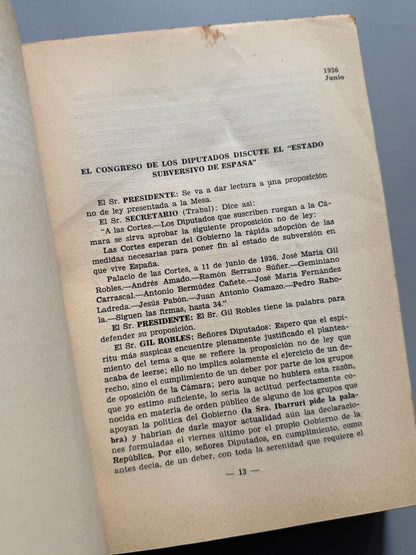 1936
Junio
EL CONGRESO DE LOS DIPUTADOS DISCUTE EL "ESTADO
SUBVERSIVO DE ESPAÑA"
El Sr. PRESIDENTE: Se va a dar lectura a una proposición
no de ley presentada a la Mesa.
El Sr. SECRETARIO (Trabal): Dice así:
"A las Cortes.—Los Diputados que suscriben ruegan a la Cá-
mara se sirva aprobar la siguiente proposición no de ley:
Las Cortes esperan del Gobierno la rápida adopción de las
medidas necesarias para poner fin al estado de subversión en
que vive España.
Palacio de las Cortes, a 11 de junio de 1936. José María Gil
Robles.—Andrés Amado.—Ramón Serrano Súñer.—Geminiano
Carrascal.—Antonio Bermúdez Cañete.—José María Fernández
Ladreda.—Jesús Pabón.—Juan Antonio Gamazo.—Pedro Raho-
la.—Siguen las firmas, hasta 34."
El Sr. PRESIDENTE: El Sr. Gil Robles tiene la palabra para
defender su proposición.
El Sr. GIL ROBLES: Señores Diputados: Espero que el espí-
ritu más suspicaz encuentre plenamente justificado el plantea-
miento del tema a que se refiere la proposición no de ley que
acaba de leerse; ello no implica solamente el ejercicio de un de-
recho, sino el cumplimiento de un deber por parte de los grupos
de oposición de la Cámara; pero aunque no hubiera esta razón,
que yo estimo suficiente, lo sería la actitud perfectamente co-
nocida en materia de orden público de alguno de los grupos que
apoyan la política del Gobierno (la Sra. Ibarruri pide la pala-
bra) y habrían de darle mayor actualidad aún las declaracio-
nes formuladas el viernes último por el propio Gobierno de la
República. Por ello, señores Diputados, en cumplimiento, como
antes decía, de un deber, con toda la serenidad que requiere el
— 13 —